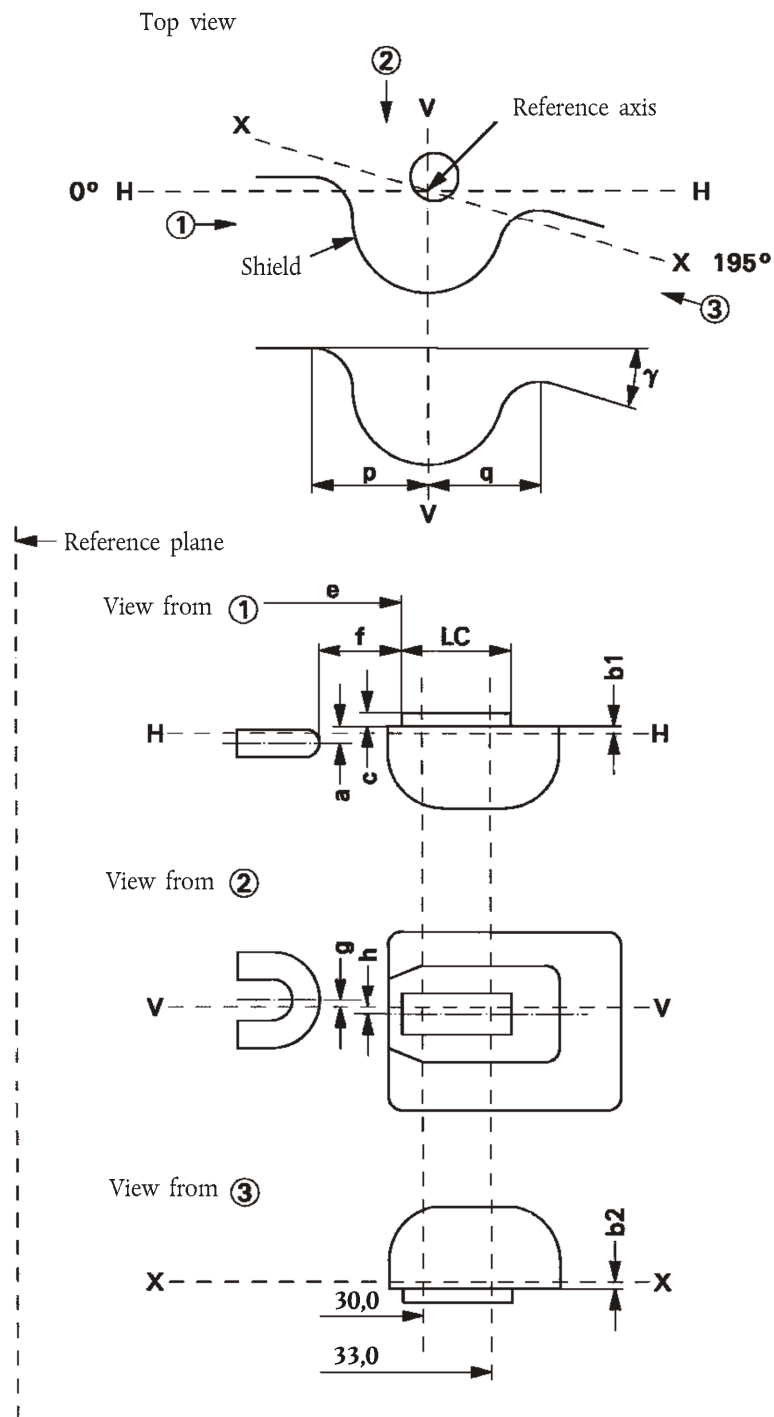 Top view
②
V
Reference axis
X
0° H
H
①
Shield
X 195°
③
γ
p
q
V
Reference plane
e
View from ①
f
LC
b1
H
H
a
c
View from ②
g
h
V
V
View from ③
b2
X
X
30,0
33,0